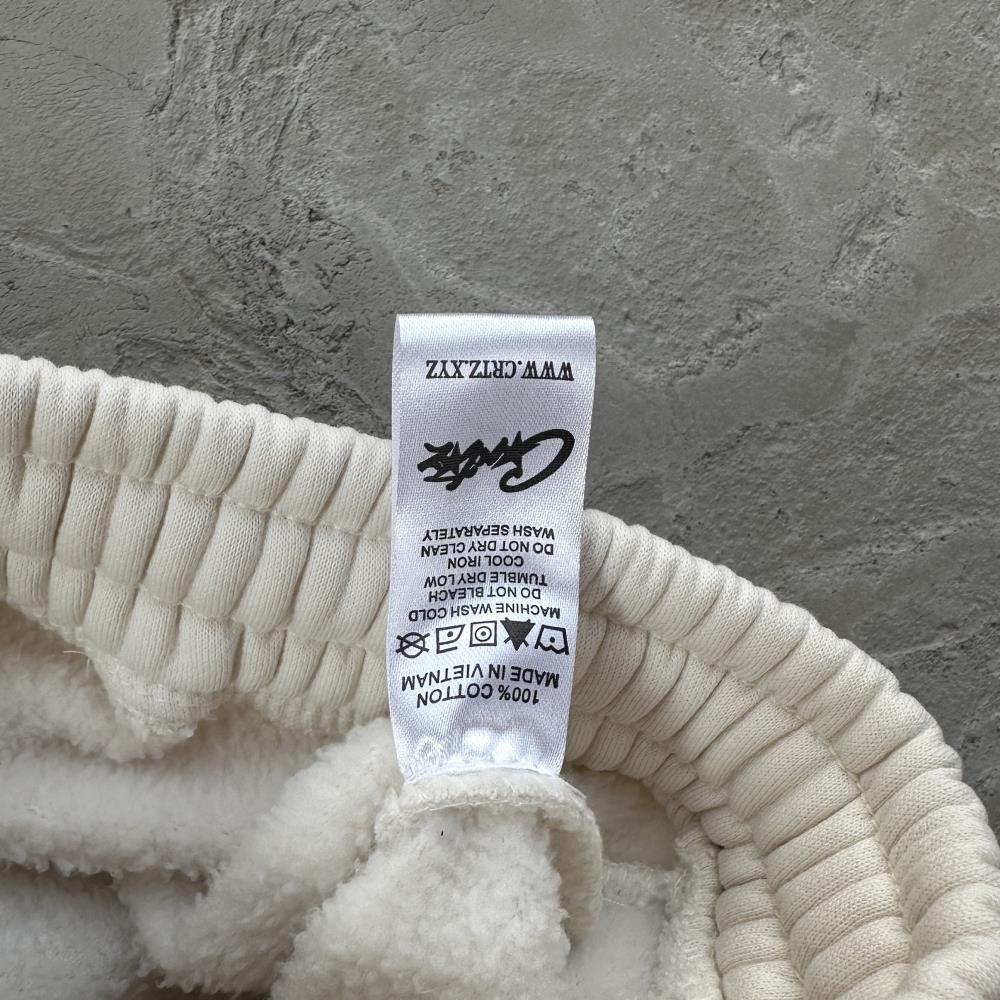 100% COTTON
MADE IN VIETNAM
MACHINE WASH COLD
DO NOT BLEACH
TUMBLE DRY LOW
COOL IRON
DO NOT DRY CLEAN
WASH SEPARATELY
Corteiz
WWW.CRTZ.XYZ